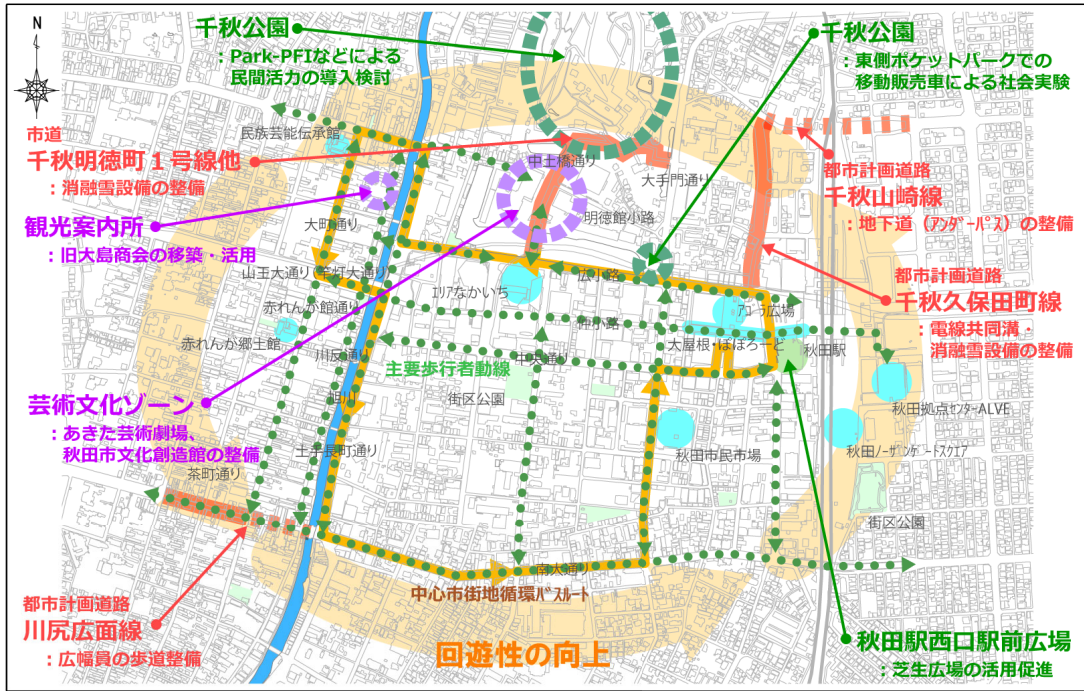 N
千秋公園
：Park-PFIなどによる
民間活力の導入検討
千秋公園
：東側ポケットパークでの
移動販売車による社会実験
市道
千秋明徳町１号線他
：消融雪設備の整備
民族芸能伝承館
中土橋通り
大手門通り
明徳館小路
都市計画道路
千秋山崎線
：地下道（アンダーパス）の整備
観光案内所
：旧大島商会の移築・活用
大町通り
山王大通り(竿灯大通り)
広小路
エリアなかいち
都市計画道路
千秋久保田町線
：電線共同溝・
消融雪設備の整備
赤れんが館通り
仲小路
アゴラ広場
赤れんが郷土館
川反通り
中央通り
大屋根・ぽぽろーど
秋田駅
主要歩行者動線
街区公園
旭川
芸術文化ゾーン
：あきた芸術劇場、
秋田市文化創造館の整備
秋田拠点センターALVE
土手長町通り
秋田市民市場
秋田ノーザンゲートスクエア
茶町通り
街区公園
南大通り
中心市街地循環バスルート
都市計画道路
川尻広面線
：広幅員の歩道整備
回遊性の向上
秋田駅西口駅前広場
：芝生広場の活用促進